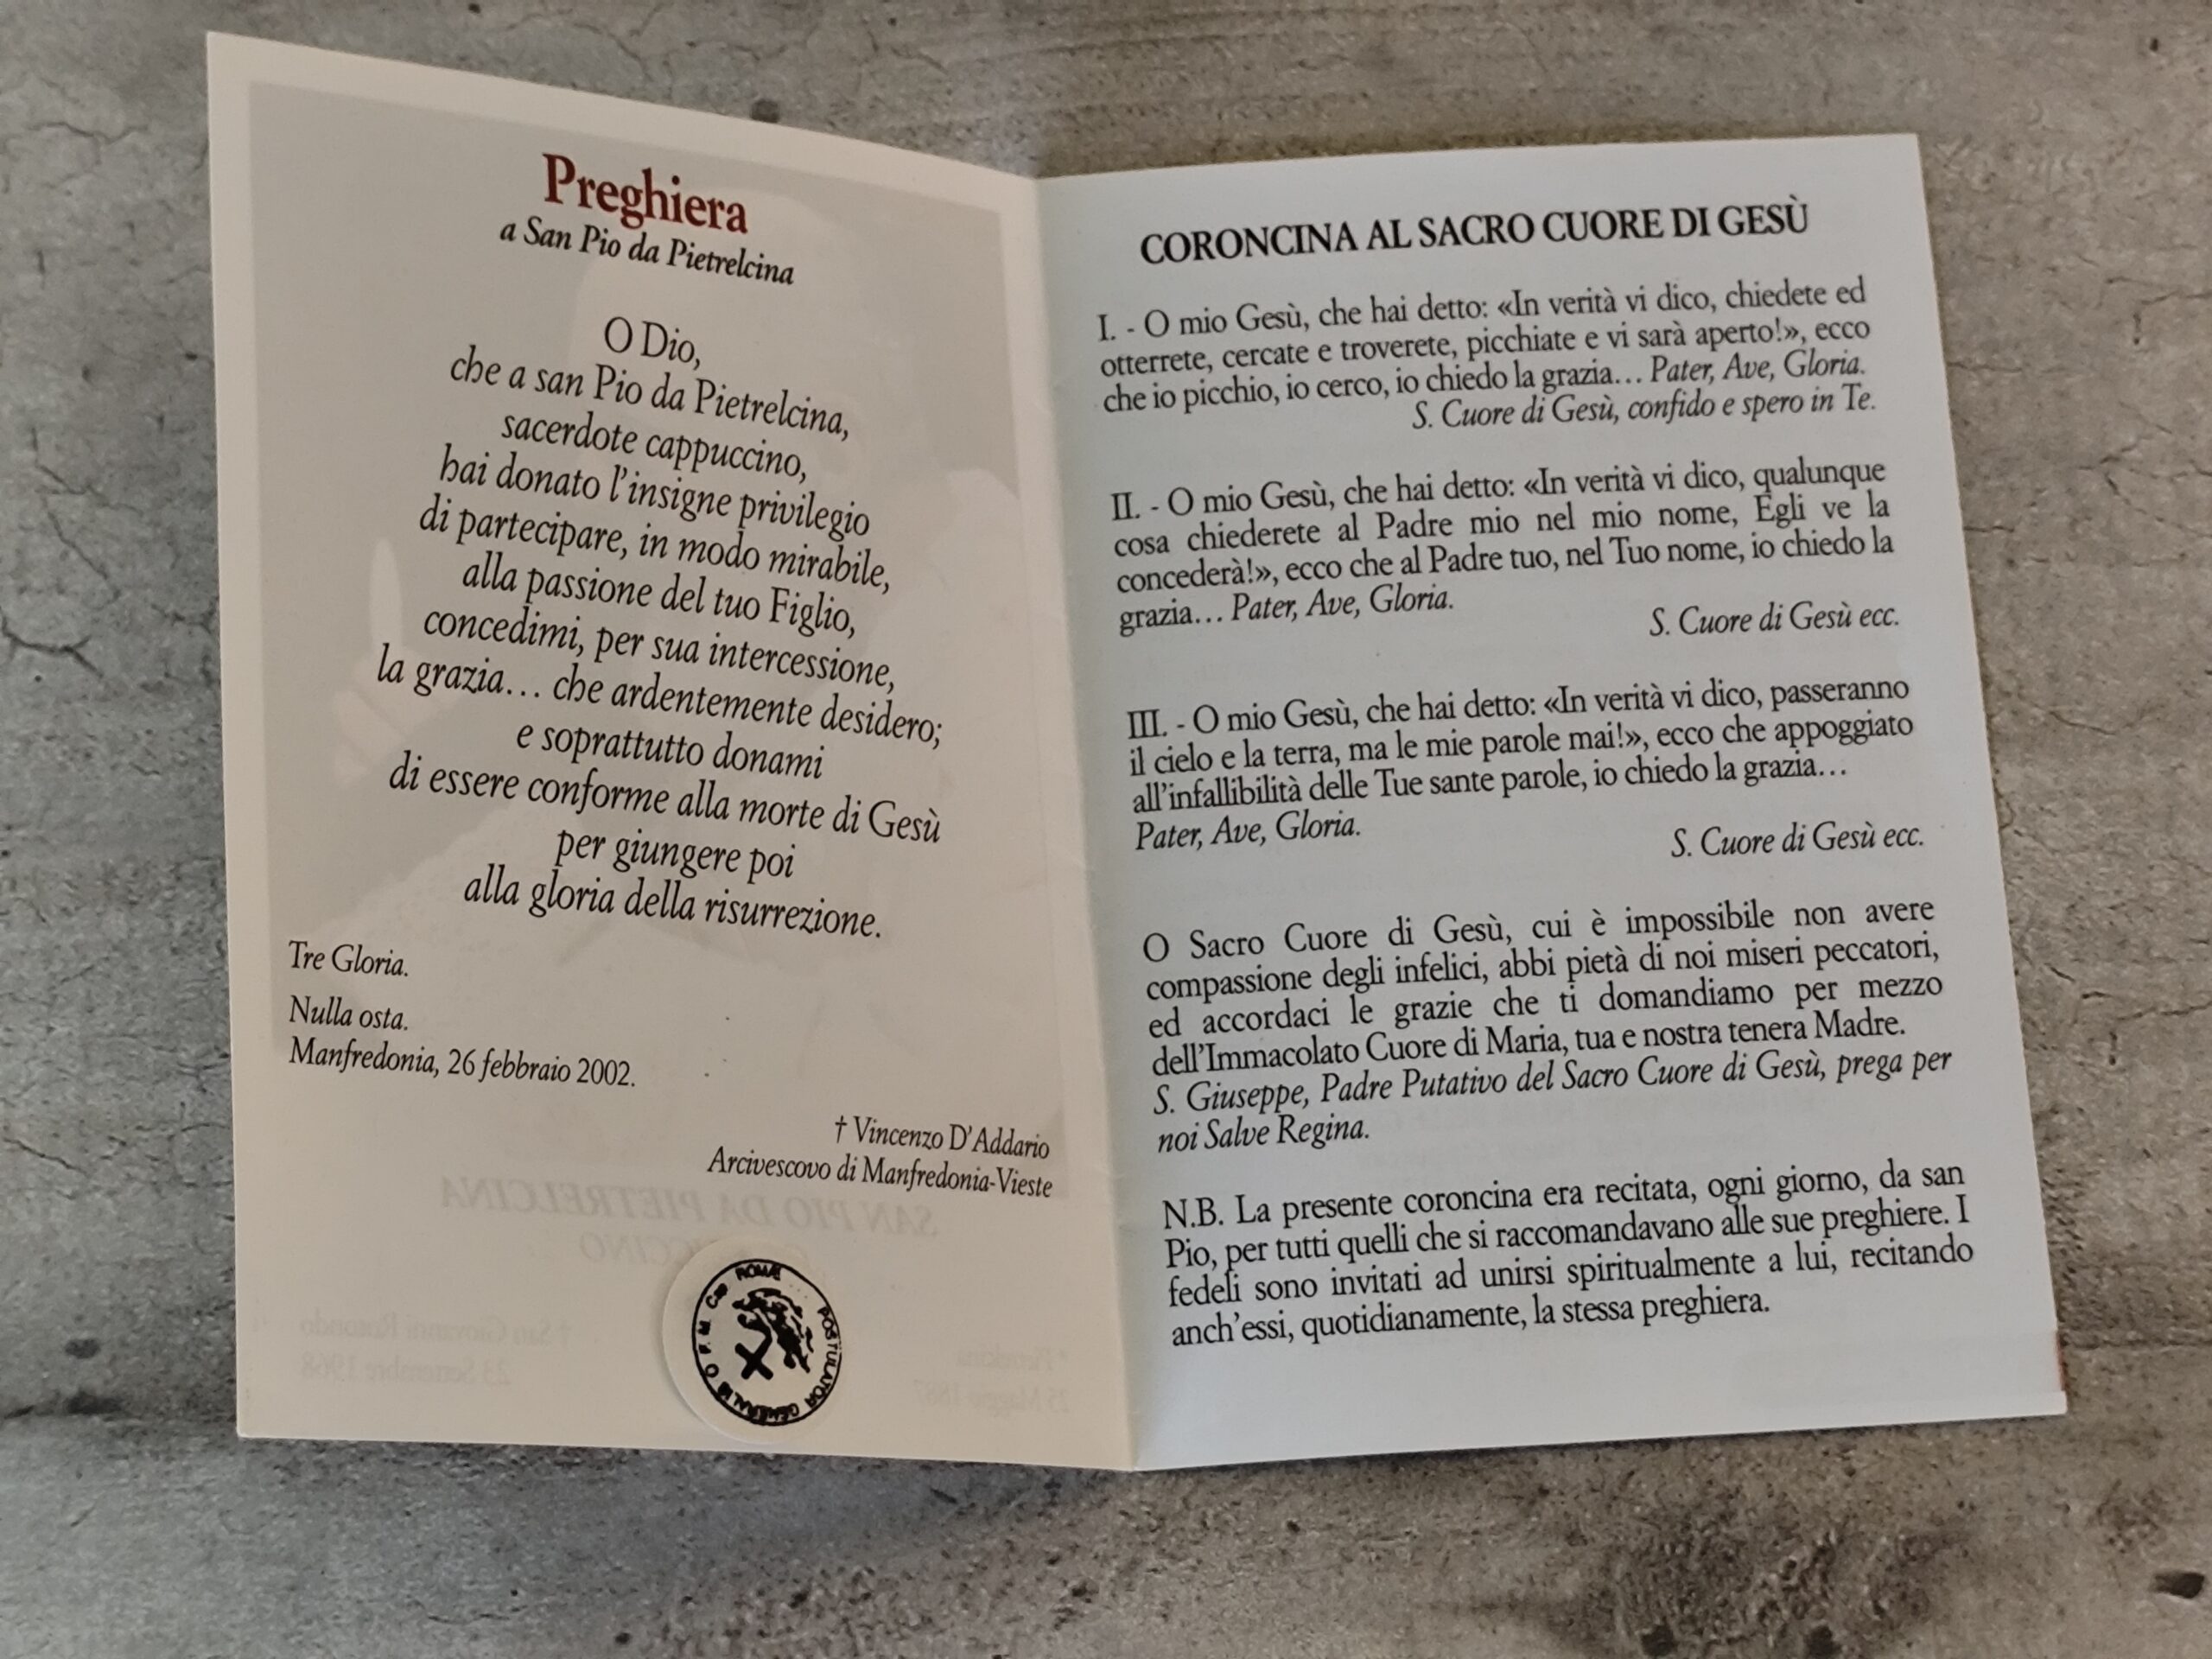 Preghiera
a San Pio da Pietrelcina
O Dio,
che a san Pio da Pietrelcina,
sacerdote cappuccino,
hai donato l'insigne privilegio
di partecipare, in modo mirabile,
alla passione del tuo Figlio,
concedimi, per sua intercessione,
la grazia... che ardentemente desidero;
e soprattutto donami
di essere conforme alla morte di Gesù
per giungere poi
alla gloria della risurrezione.
Tre Gloria.
Nulla osta.
Manfredonia, 26 febbraio 2002.
† Vincenzo D'Addario
Arcivescovo di Manfredonia-Vieste
SAN PIO DA PIETRELCINA
† San Giovanni Rotondo
23 Settembre 1968
* Pietrelcina
25 Maggio 1887
POSTULATOR GENERALIS O.F.M. Cap ROMAE
CORONCINA AL SACRO CUORE DI GESÙ
I. - O mio Gesù, che hai detto: «In verità vi dico, chiedete ed
otterrete, cercate e troverete, picchiate e vi sarà aperto!», ecco
che io picchio, io cerco, io chiedo la grazia... Pater, Ave, Gloria.
S. Cuore di Gesù, confido e spero in Te.
II. - O mio Gesù, che hai detto: «In verità vi dico, qualunque
cosa chiederete al Padre mio nel mio nome, Egli ve la
concederà!», ecco che al Padre tuo, nel Tuo nome, io chiedo la
grazia... Pater, Ave, Gloria.
S. Cuore di Gesù ecc.
III. - O mio Gesù, che hai detto: «In verità vi dico, passeranno
il cielo e la terra, ma le mie parole mai!», ecco che appoggiato
all'infallibilità delle Tue sante parole, io chiedo la grazia...
Pater, Ave, Gloria.
S. Cuore di Gesù ecc.
O Sacro Cuore di Gesù, cui è impossibile non avere
compassione degli infelici, abbi pietà di noi miseri peccatori,
ed accordaci le grazie che ti domandiamo per mezzo
dell'Immacolato Cuore di Maria, tua e nostra tenera Madre.
S. Giuseppe, Padre Putativo del Sacro Cuore di Gesù, prega per
noi Salve Regina.
N.B. La presente coroncina era recitata, ogni giorno, da san
Pio, per tutti quelli che si raccomandavano alle sue preghiere. I
fedeli sono invitati ad unirsi spiritualmente a lui, recitando
anch'essi, quotidianamente, la stessa preghiera.